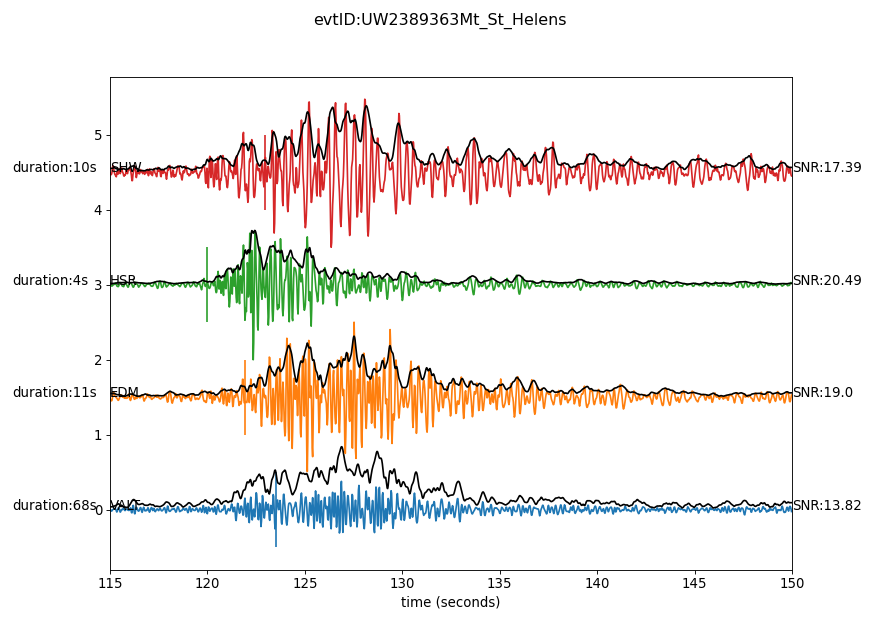 evtID:UW2389363Mt_St_Helens
5
duration:10s SHW SNR:17.39
4
duration:4s HSR SNR:20.49
3
2
duration:11s EDM SNR:19.0
1
duration:68s SNR:13.82
0
115 120 125 130 135 140 145 150
time (seconds)